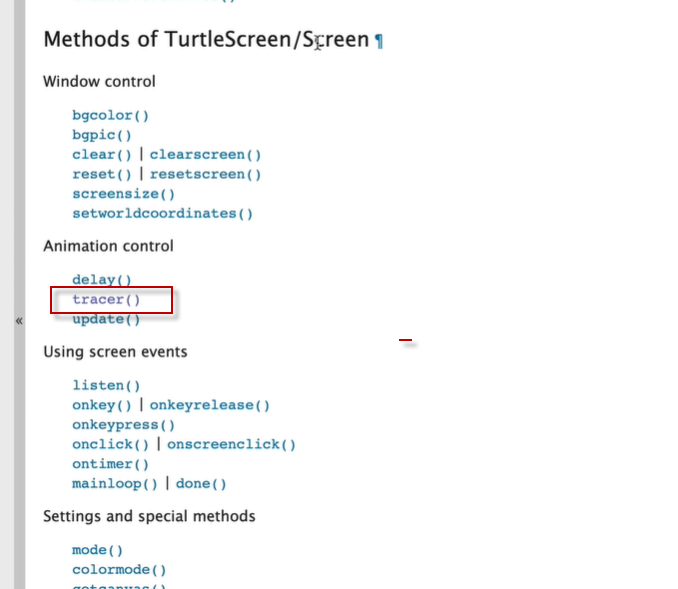 Methods of TurtleScreen/Screen ¶
Window control
bgcolor()
bgpic()
clear() | clearscreen()
reset() | resetscreen()
screensize()
setworldcoordinates()
Animation control
delay()
tracer()
«
update()
Using screen events
listen()
onkey() | onkeyrelease()
onkeypress()
onclick() | onscreenclick()
ontimer()
mainloop() | done()
Settings and special methods
mode()
colormode()